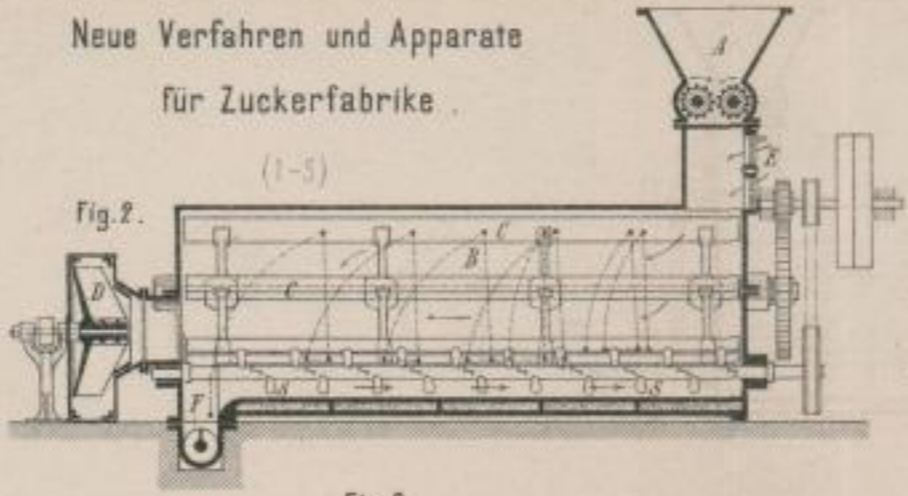 Neue Verfahren und Apparate
für Zuckerfabrike .
(1-5)
Fig. 2.
A
E
C
B
D
C
F
S
S